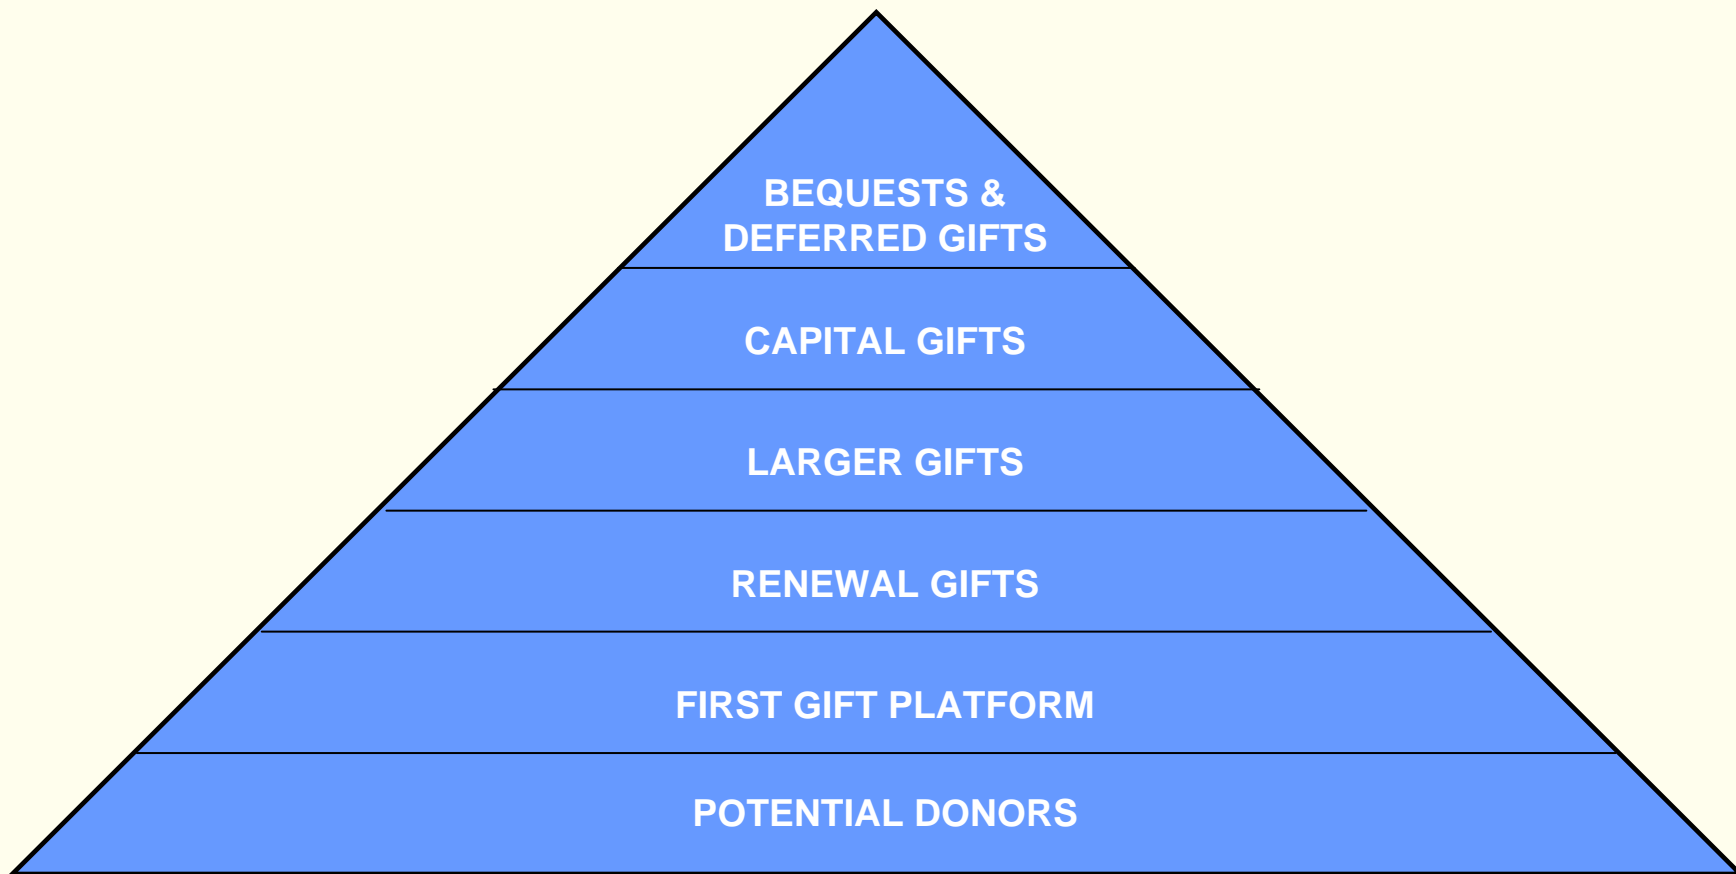 BEQUESTS &
DEFERRED GIFTS
CAPITAL GIFTS
LARGER GIFTS
RENEWAL GIFTS
FIRST GIFT PLATFORM
POTENTIAL DONORS